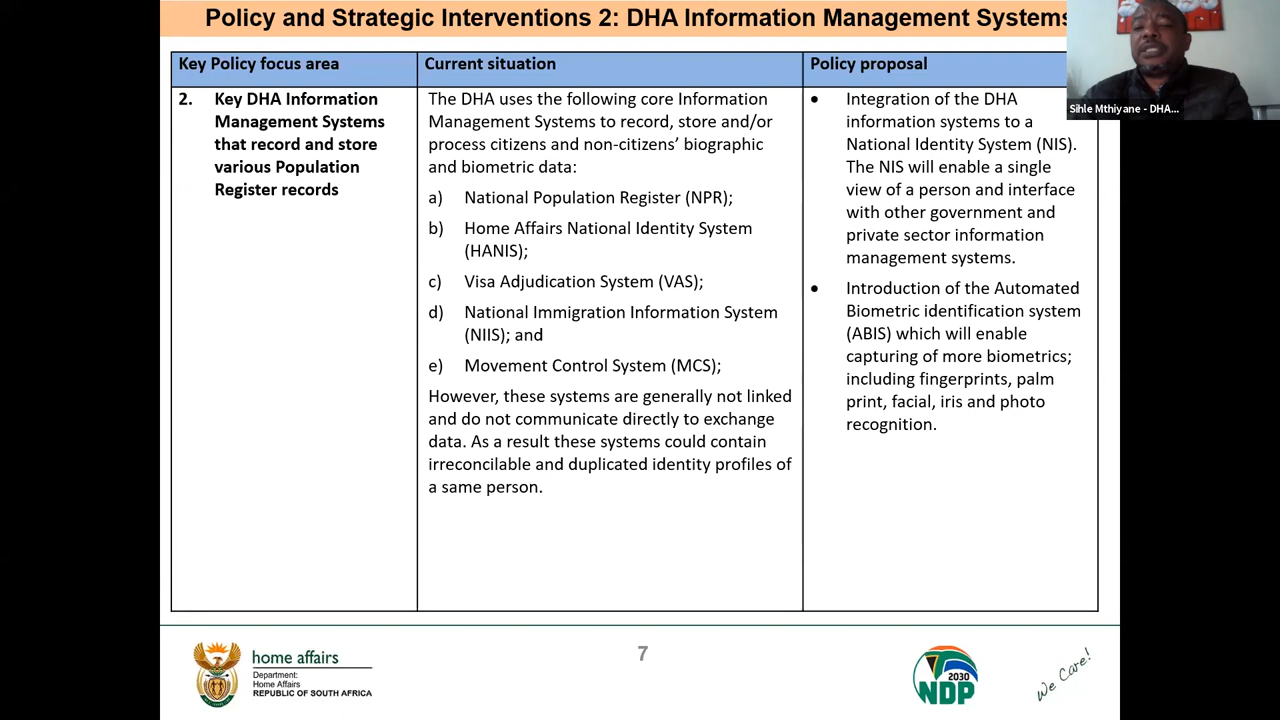 Policy and Strategic Interventions 2: DHA Information Management Systems
Key Policy focus area
Current situation
Policy proposal
2. Key DHA Information
Management Systems
that record and store
various Population
Register records
The DHA uses the following core Information
Management Systems to record, store and/or
process citizens and non-citizens’ biographic
and biometric data:
a) National Population Register (NPR);
b) Home Affairs National Identity System
(HANIS);
c) Visa Adjudication System (VAS);
d) National Immigration Information System
(NIIS); and
e) Movement Control System (MCS);
However, these systems are generally not linked
and do not communicate directly to exchange
data. As a result these systems could contain
irreconcilable and duplicated identity profiles of
a same person.
• Integration of the DHA
information systems to a
National Identity System (NIS).
The NIS will enable a single
view of a person and interface
with other government and
private sector information
management systems.
• Introduction of the Automated
Biometric identification system
(ABIS) which will enable
capturing of more biometrics;
including fingerprints, palm
print, facial, iris and photo
recognition.
Sihle Mthiyane - DHA...
home affairs
Department:
Home Affairs
REPUBLIC OF SOUTH AFRICA
7
2030
NDP
We Care!